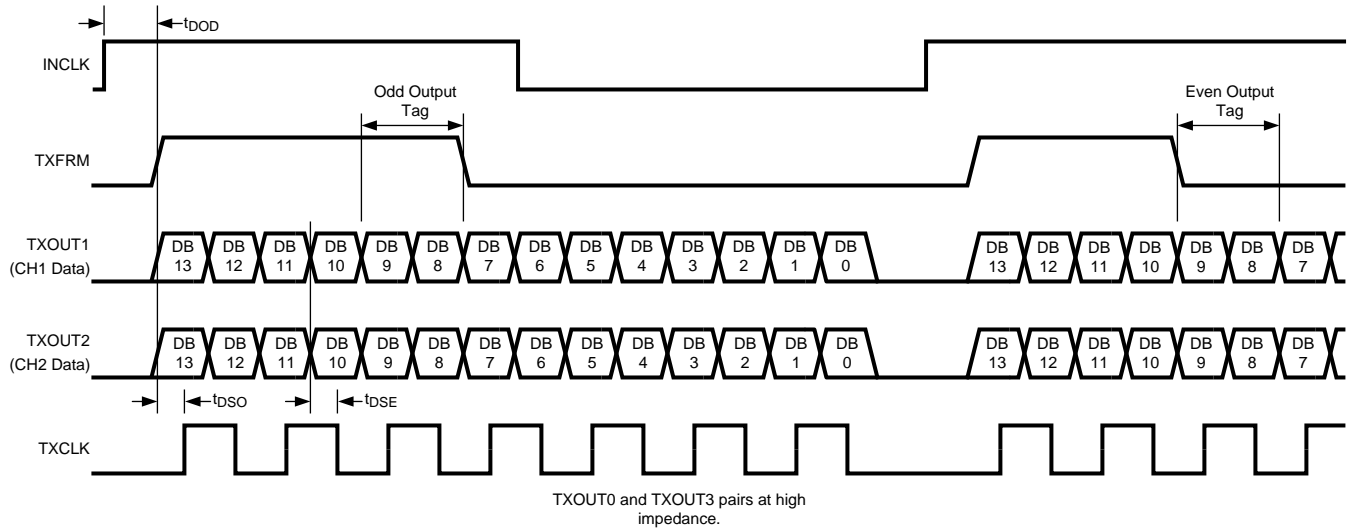 tDOD
INCLK
Odd Output
Tag
Even Output
Tag
TXFRM
TXOUT1
(CH1 Data)
DB DB DB DB DB DB DB DB DB DB DB DB DB DB DB DB DB DB DB DB DB
13 12 11 10 9 8 7 6 5 4 3 2 1 0 13 12 11 10 9 8 7
TXOUT2
(CH2 Data)
DB DB DB DB DB DB DB DB DB DB DB DB DB DB DB DB DB DB DB DB DB
13 12 11 10 9 8 7 6 5 4 3 2 1 0 13 12 11 10 9 8 7
tDSO tDSE
TXCLK
TXOUT0 and TXOUT3 pairs at high
impedance.